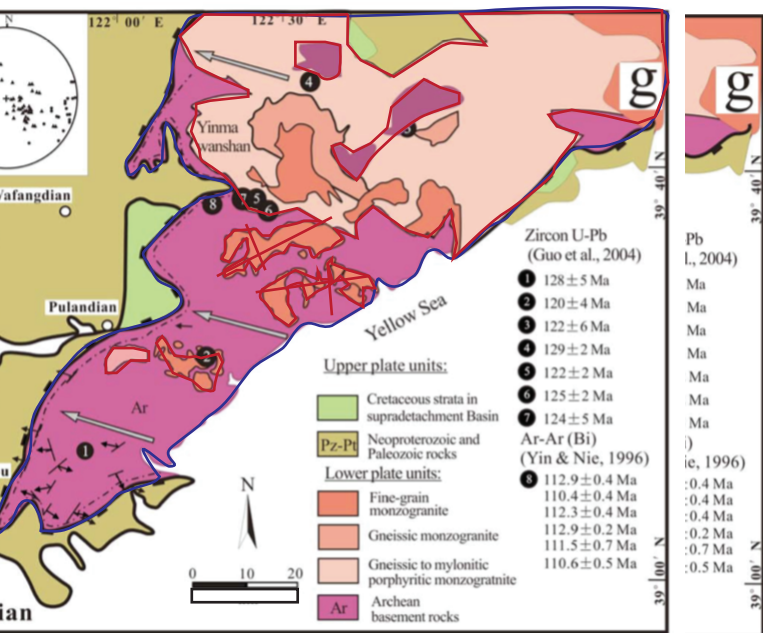 122° 00′ E
122° 30′ E
N
g
g
4
Yinma
wanshan
39° 40′ N
39° 40′ N
Vafangdian
8
7
5
6
Zircon U-Pb
(Guo et al., 2004)
1 128±5 Ma
2 120±4 Ma
3 122±6 Ma
4 129±2 Ma
5 122±2 Ma
6 125±2 Ma
7 124±5 Ma
Ar-Ar (Bi)
(Yin & Nie, 1996)
8 112.9±0.4 Ma
110.4±0.4 Ma
112.3±0.4 Ma
112.9±0.2 Ma
111.5±0.7 Ma
110.6±0.5 Ma
Pb
l., 2004)
Ma
Ma
Ma
Ma
Ma
Ma
Ma
)
ie, 1996)
:0.4 Ma
:0.4 Ma
:0.4 Ma
:0.2 Ma
:0.7 Ma
:0.5 Ma
Pulandian
Yellow Sea
2
Ar
1
u
Upper plate units:
Cretaceous strata in
supradetachment Basin
Pz-Pt Neoproterozoic and
Paleozoic rocks
Lower plate units:
Fine-grain
monzogranite
Gneissic monzogranite
Gneissic to mylonitic
porphyritic monzogratnite
Ar Archean
basement rocks
N
0 10 20
39° 00′ N
39° 00′ N
ian